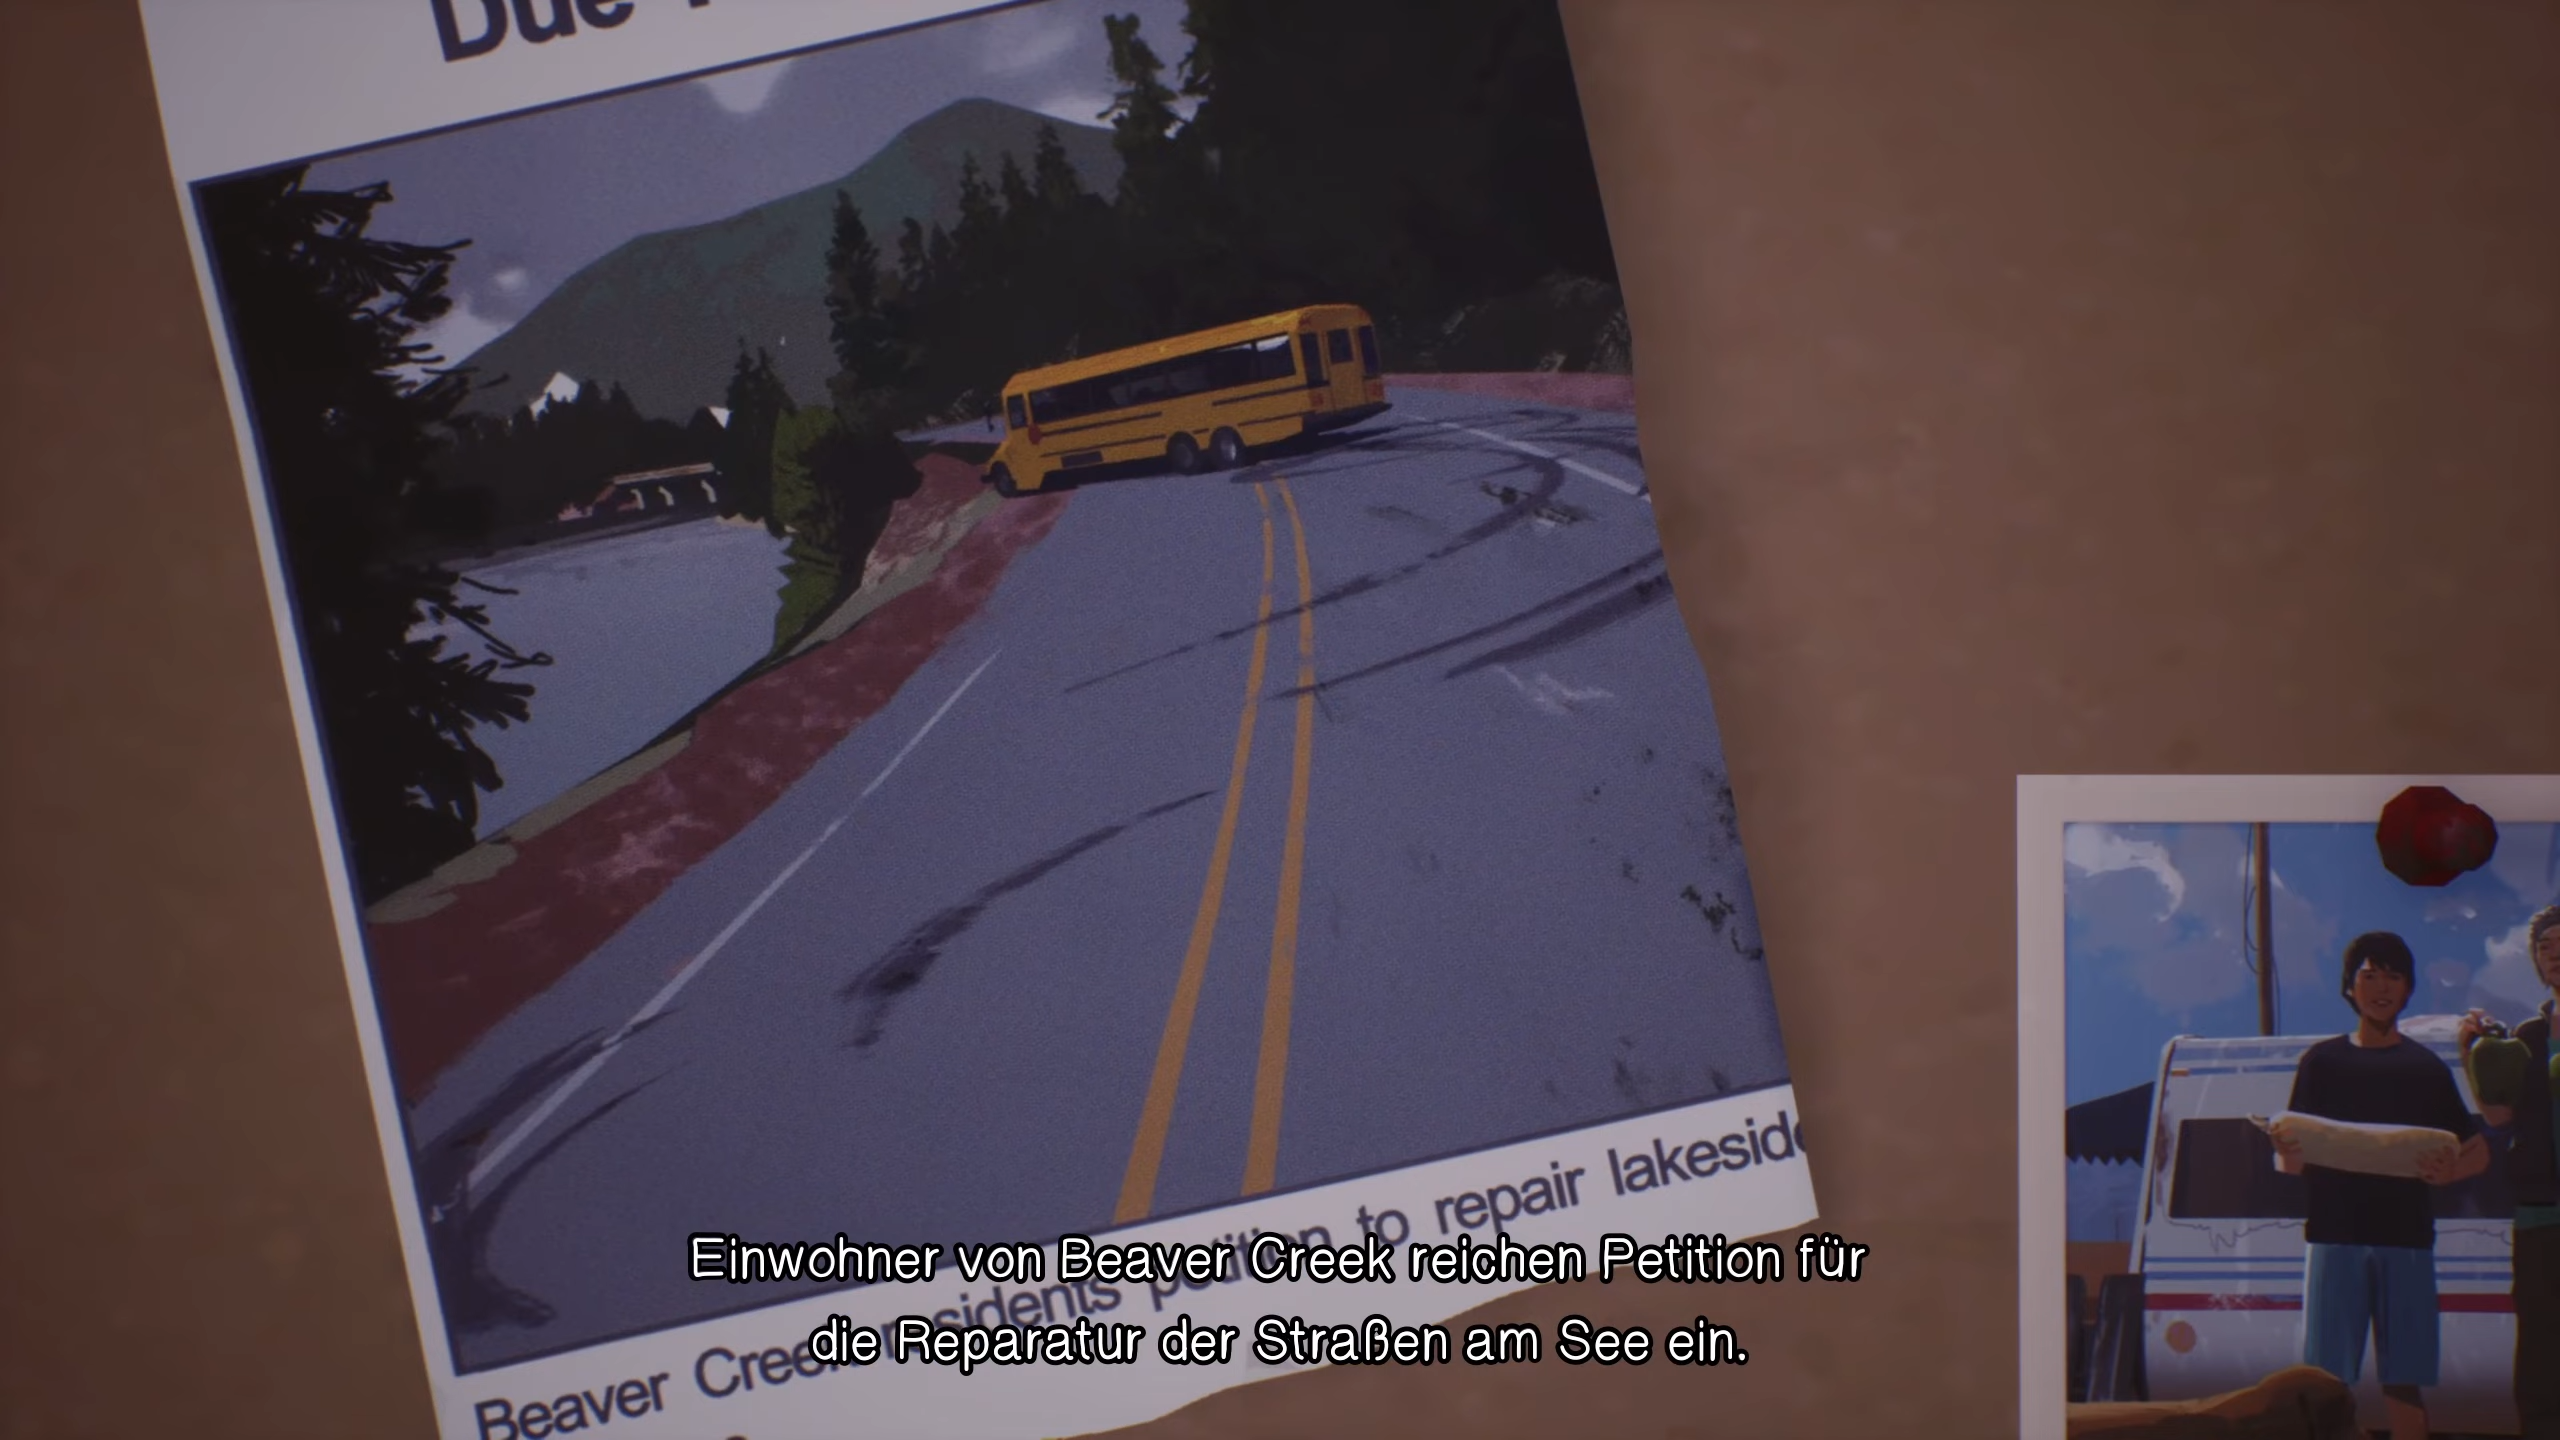 Due
Beaver Creek residents petition to repair lakeside
Einwohner von Beaver Creek reichen Petition für
die Reparatur der Straßen am See ein.